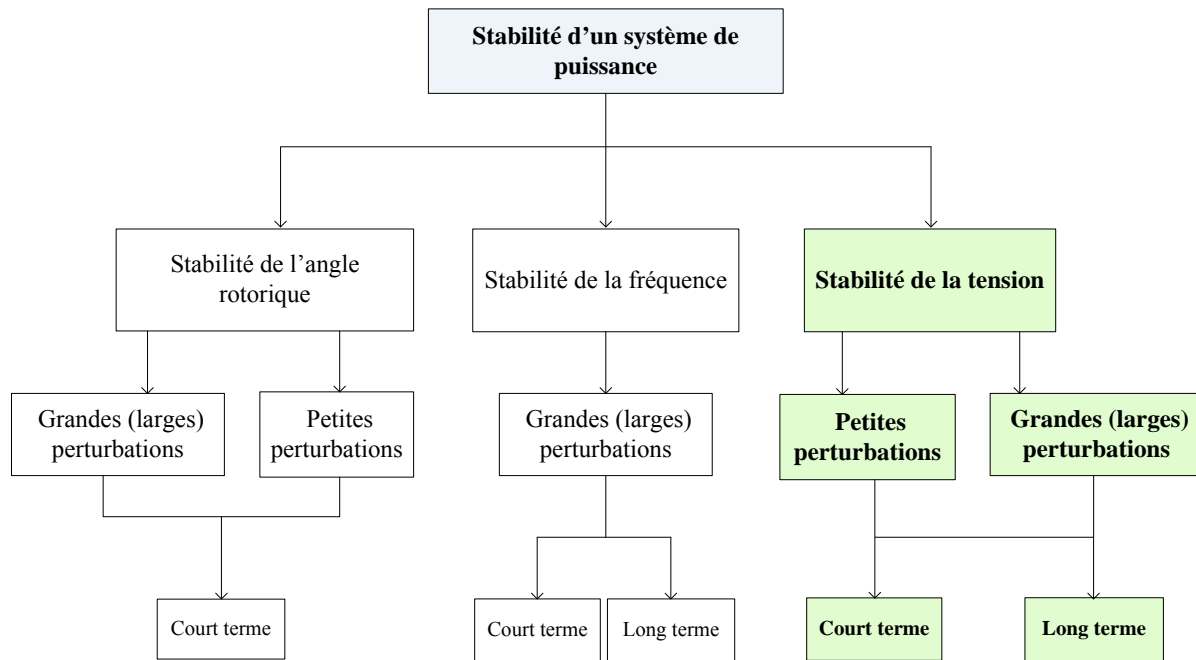 Stabilité d’un système de
puissance
Stabilité de l’angle
rotorique
Stabilité de la fréquence
Stabilité de la tension
Grandes (larges)
perturbations
Petites
perturbations
Grandes (larges)
perturbations
Petites
perturbations
Grandes (larges)
perturbations
Court terme
Court terme
Long terme
Court terme
Long terme